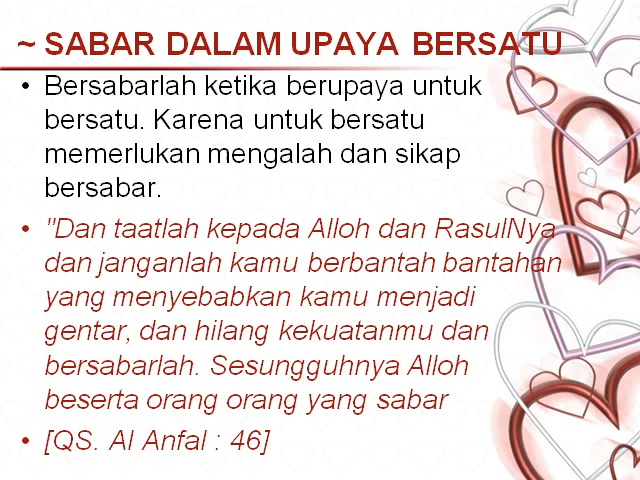 ~ SABAR DALAM UPAYA BERSATU
• Bersabarlah ketika berupaya untuk
bersatu. Karena untuk bersatu
memerlukan mengalah dan sikap
bersabar.
• "Dan taatlah kepada Alloh dan RasulNya
dan janganlah kamu berbantah bantahan
yang menyebabkan kamu menjadi
gentar, dan hilang kekuatanmu dan
bersabarlah. Sesungguhnya Alloh
beserta orang orang yang sabar
• [QS. Al Anfal : 46]